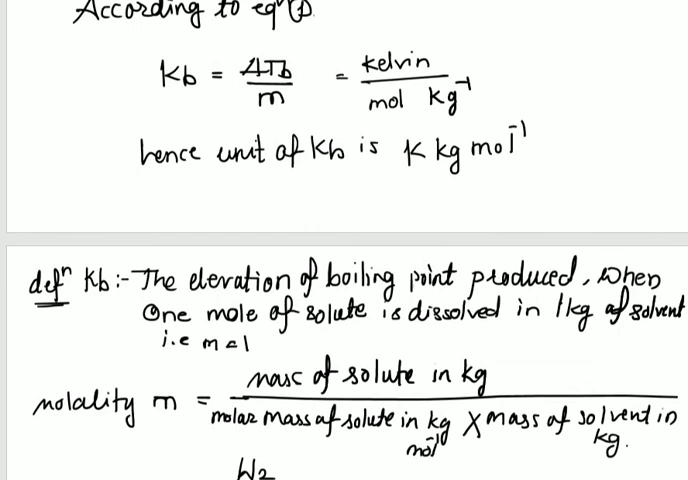 According to eqⁿ (1)
Kb = ΔTb/m = kelvin/mol kg⁻¹
hence unit of Kb is K kg mol⁻¹
defⁿ Kb :- The elevation of boiling point produced, when
One mole of solute is dissolved in 1kg of solvent
i.e m = 1
molality m = mass of solute in kg / molar mass of solute in kg mol⁻¹ X mass of solvent in kg.
W₂